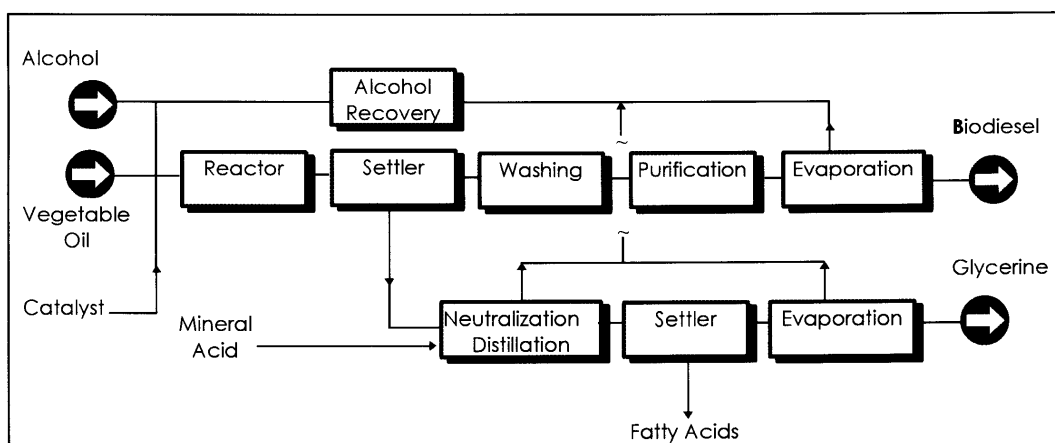 Alcohol
Alcohol
Recovery
Biodiesel
Reactor
Settler
Washing
Purification
Evaporation
Vegetable
Oil
Catalyst
Mineral
Acid
Neutralization
Distillation
Settler
Evaporation
Glycerine
Fatty Acids
~
~